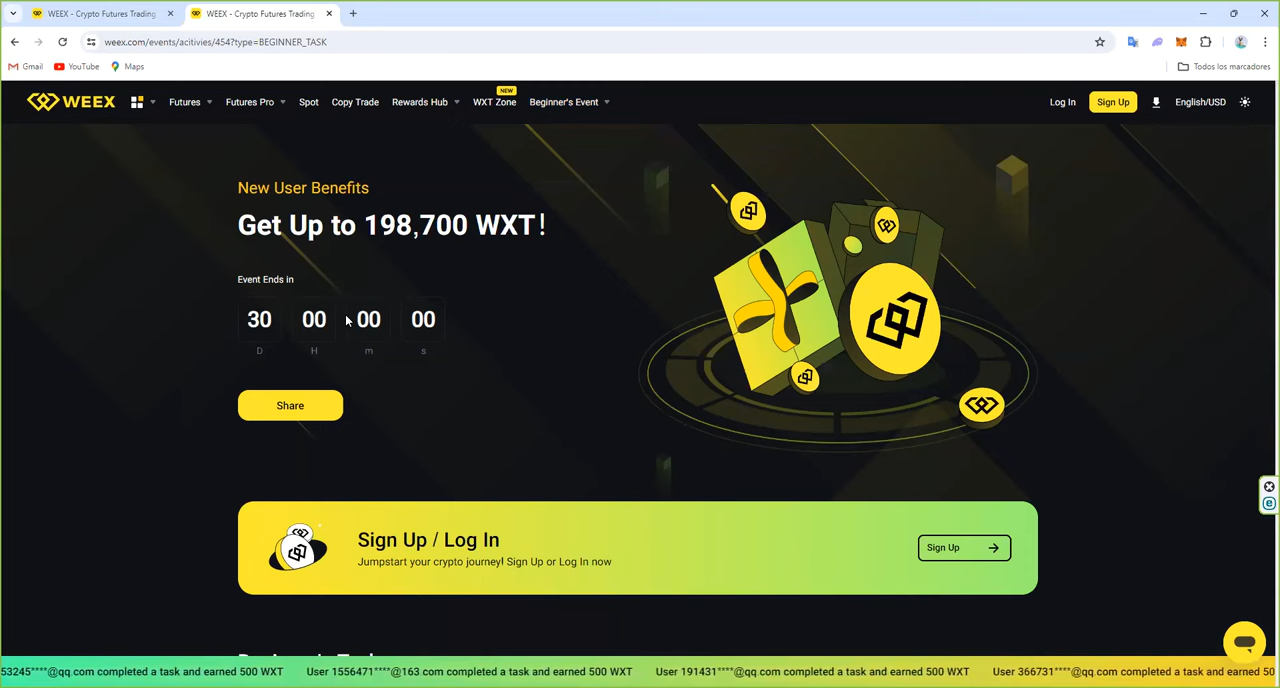 WEEX - Crypto Futures Trading
WEEX - Crypto Futures Trading
weex.com/events/acitivies/454?type=BEGINNER_TASK
Gmail YouTube Maps Todos los marcadores
NEW
WEEX Futures Futures Pro Spot Copy Trade Rewards Hub WXT Zone Beginner's Event Log In Sign Up English/USD
New User Benefits
Get Up to 198,700 WXT!
Event Ends in
30 00 00 00
D H m s
Share
Sign Up / Log In
Jumpstart your crypto journey! Sign Up or Log In now
Sign Up
53245****@qq.com completed a task and earned 500 WXT User 1556471****@163.com completed a task and earned 500 WXT User 191431****@qq.com completed a task and earned 500 WXT User 366731****@qq.com completed a task and earned 50